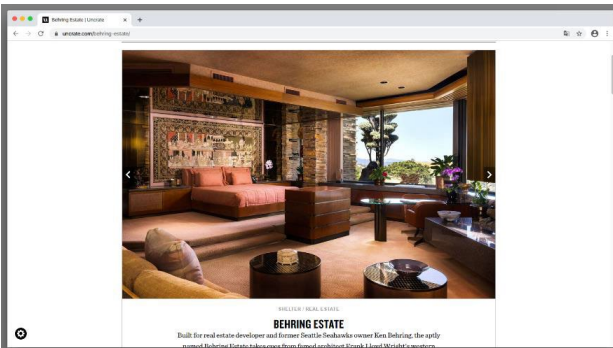 Behring Estate | Uncrate
uncrate.com/behring-estate/
SHELTER / REAL ESTATE
BEHRING ESTATE
Built for real estate developer and former Seattle Seahawks owner Ken Behring, the aptly
named Behring Estate takes cues from famed architect Frank Lloyd Wright's western